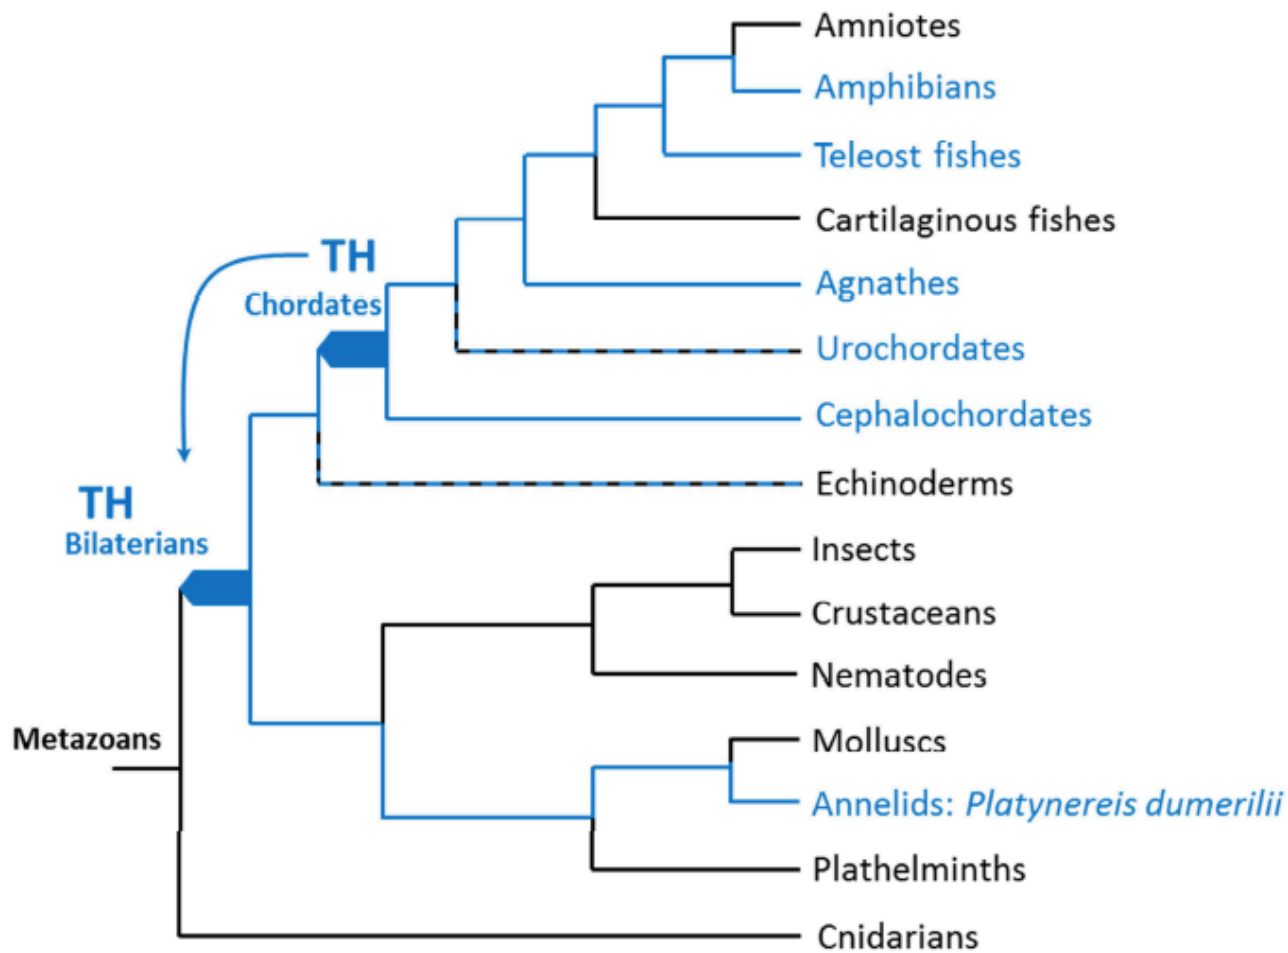 Amniotes
Amphibians
Teleost fishes
Cartilaginous fishes
TH
Chordates
Agnathes
Urochordates
Cephalochordates
Echinoderms
TH
Bilaterians
Insects
Crustaceans
Nematodes
Metazoans
Molluscs
Annelids: Platynereis dumerilii
Plathelminths
Cnidarians